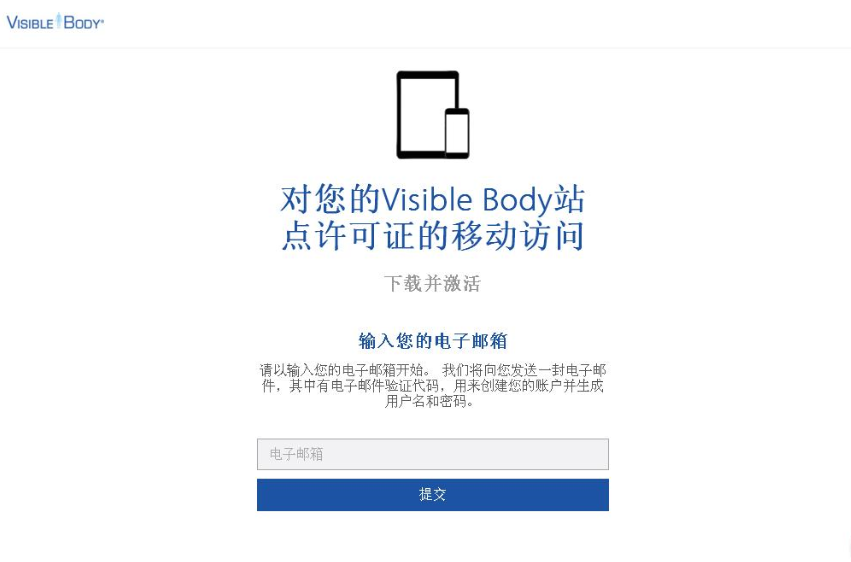 VISIBLE BODY®
对您的Visible Body站
点许可证的移动访问
下载并激活
输入您的电子邮箱
请以输入您的电子邮箱开始。 我们将向您发送一封电子邮
件，其中有电子邮件验证代码，用来创建您的账户并生成
用户名和密码。
电子邮箱
提交